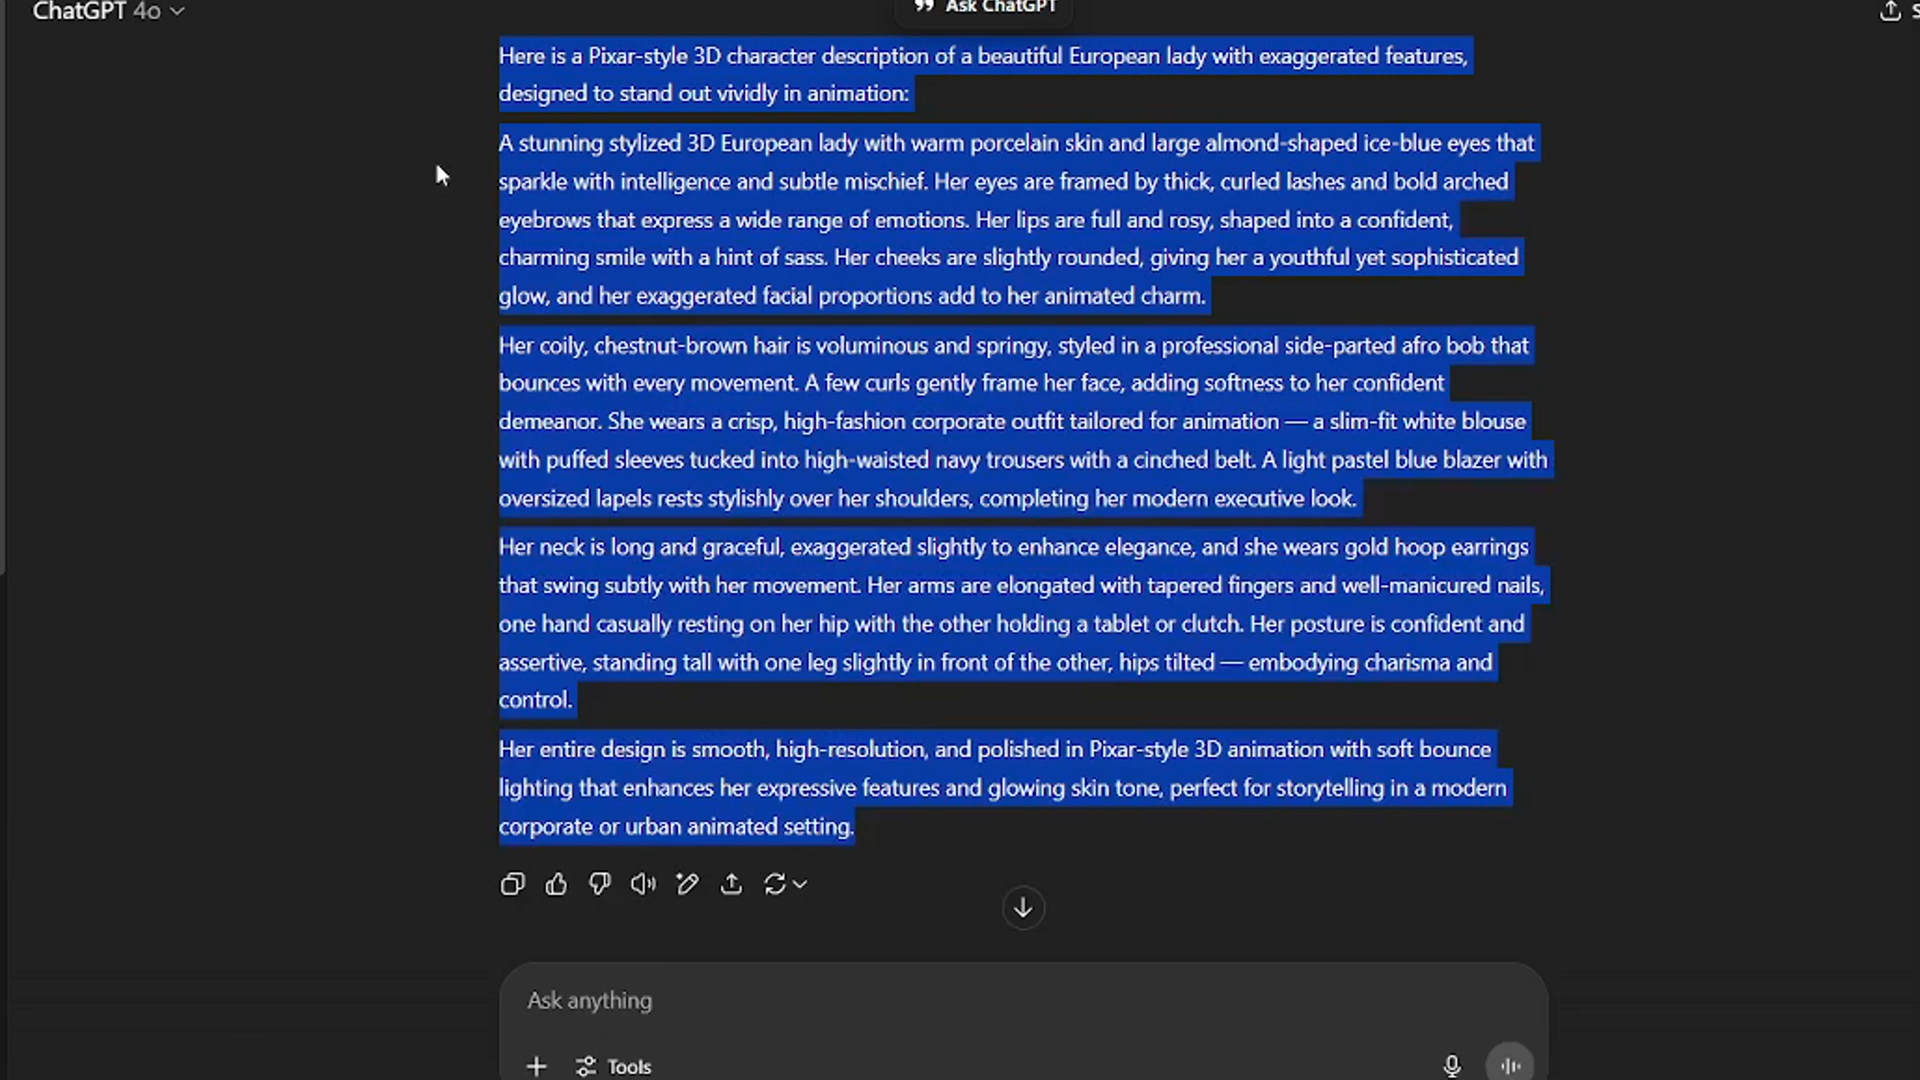 ChatGPT 4o
Ask ChatGPT
Here is a Pixar-style 3D character description of a beautiful European lady with exaggerated features,
designed to stand out vividly in animation:
A stunning stylized 3D European lady with warm porcelain skin and large almond-shaped ice-blue eyes that
sparkle with intelligence and subtle mischief. Her eyes are framed by thick, curled lashes and bold arched
eyebrows that express a wide range of emotions. Her lips are full and rosy, shaped into a confident,
charming smile with a hint of sass. Her cheeks are slightly rounded, giving her a youthful yet sophisticated
glow, and her exaggerated facial proportions add to her animated charm.
Her coily, chestnut-brown hair is voluminous and springy, styled in a professional side-parted afro bob that
bounces with every movement. A few curls gently frame her face, adding softness to her confident
demeanor. She wears a crisp, high-fashion corporate outfit tailored for animation — a slim-fit white blouse
with puffed sleeves tucked into high-waisted navy trousers with a cinched belt. A light pastel blue blazer with
oversized lapels rests stylishly over her shoulders, completing her modern executive look.
Her neck is long and graceful, exaggerated slightly to enhance elegance, and she wears gold hoop earrings
that swing subtly with her movement. Her arms are elongated with tapered fingers and well-manicured nails,
one hand casually resting on her hip with the other holding a tablet or clutch. Her posture is confident and
assertive, standing tall with one leg slightly in front of the other, hips tilted — embodying charisma and
control.
Her entire design is smooth, high-resolution, and polished in Pixar-style 3D animation with soft bounce
lighting that enhances her expressive features and glowing skin tone, perfect for storytelling in a modern
corporate or urban animated setting.
Ask anything
Tools